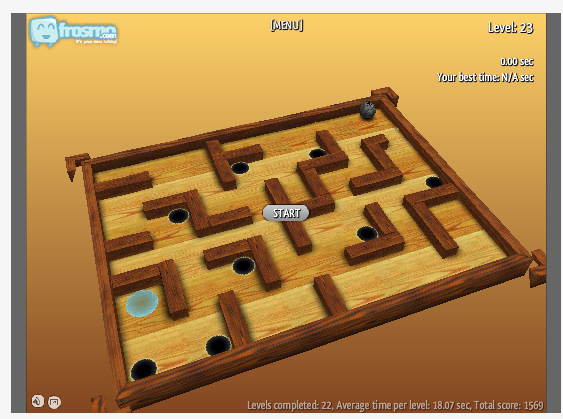 frosmo.com
it's your new hobby!
[MENU]
Level: 23
0.00 sec
Your best time: N/A sec
START
Levels completed: 22, Average time per level: 18.07 sec, Total score: 1569